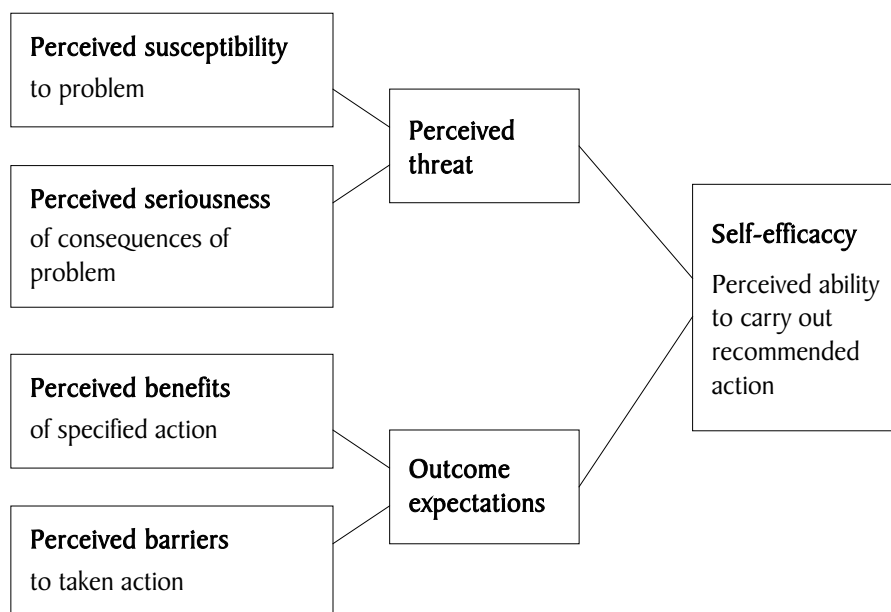 Perceived susceptibility
to problem
Perceived seriousness
of consequences of
problem
Perceived benefits
of specified action
Perceived barriers
to taken action
Perceived
threat
Outcome
expectations
Self-efficaccy
Perceived ability
to carry out
recommended
action